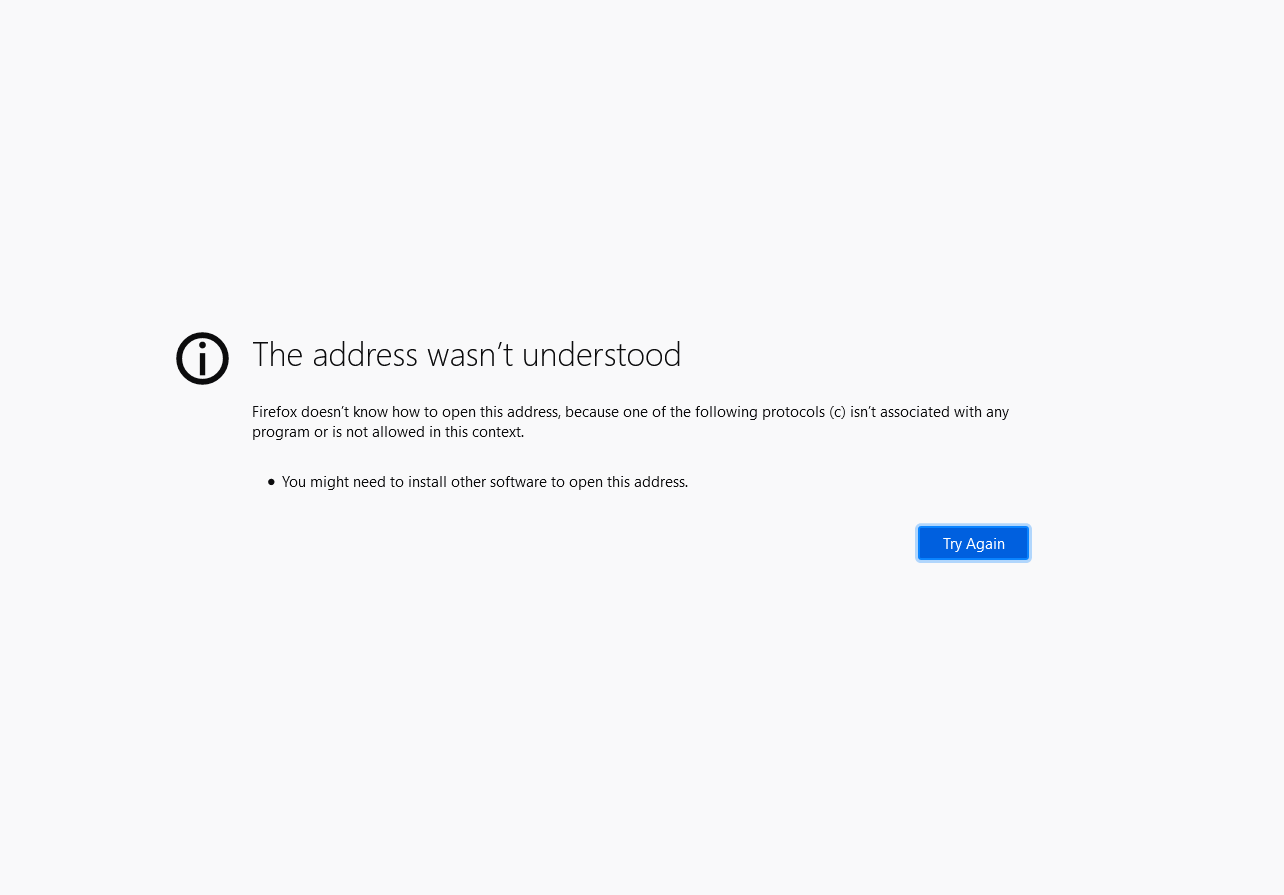 The address wasn’t understood
Firefox doesn’t know how to open this address, because one of the following protocols (c) isn’t associated with any
program or is not allowed in this context.
• You might need to install other software to open this address.
Try Again